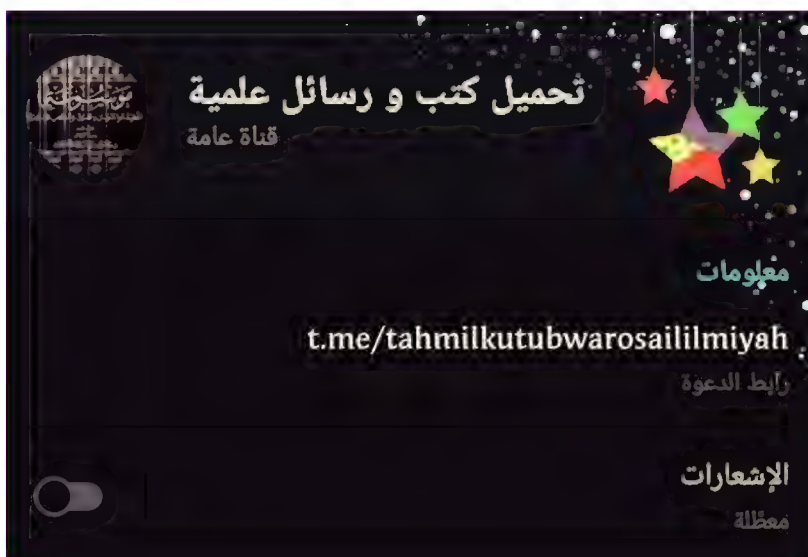 تحميل كتب و رسائل علمية
قناة عامة
معلومات
t.me/tahmilkutubwarosaililmiyah
رابط الدعوة
الإشعارات
معطلة